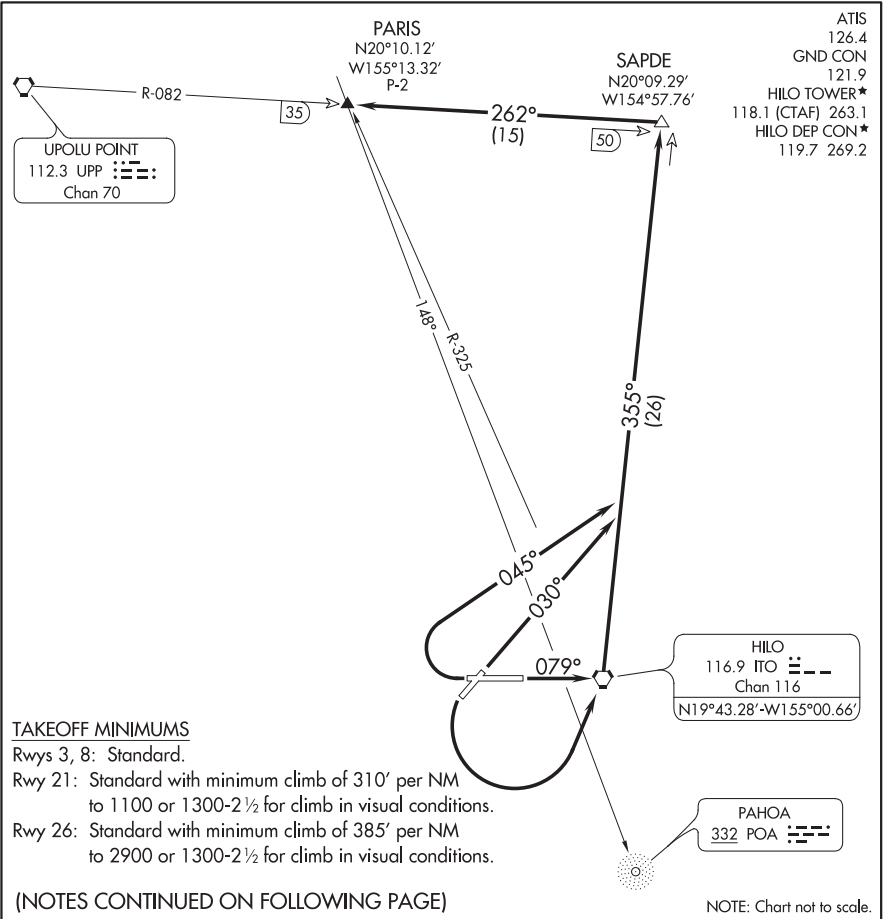 PARIS
N20°10.12'
W155°13.32'
P-2
SAPDE
N20°09.29'
W154°57.76'
ATIS
126.4
GND CON
121.9
HILO TOWER★
118.1 (CTAF) 263.1
HILO DEP CON★
119.7 269.2
R-082
35
262°
(15)
50
UPOLU POINT
112.3 UPP
Chan 70
148°
R-325
355°
(26)
045°
030°
079°
HILO
116.9 ITO
Chan 116
N19°43.28'-W155°00.66'
TAKEOFF MINIMUMS
Rwys 3, 8: Standard.
Rwy 21: Standard with minimum climb of 310' per NM
to 1100 or 1300-2½ for climb in visual conditions.
Rwy 26: Standard with minimum climb of 385' per NM
to 2900 or 1300-2½ for climb in visual conditions.
PAHOA
332 POA
(NOTES CONTINUED ON FOLLOWING PAGE)
NOTE: Chart not to scale.